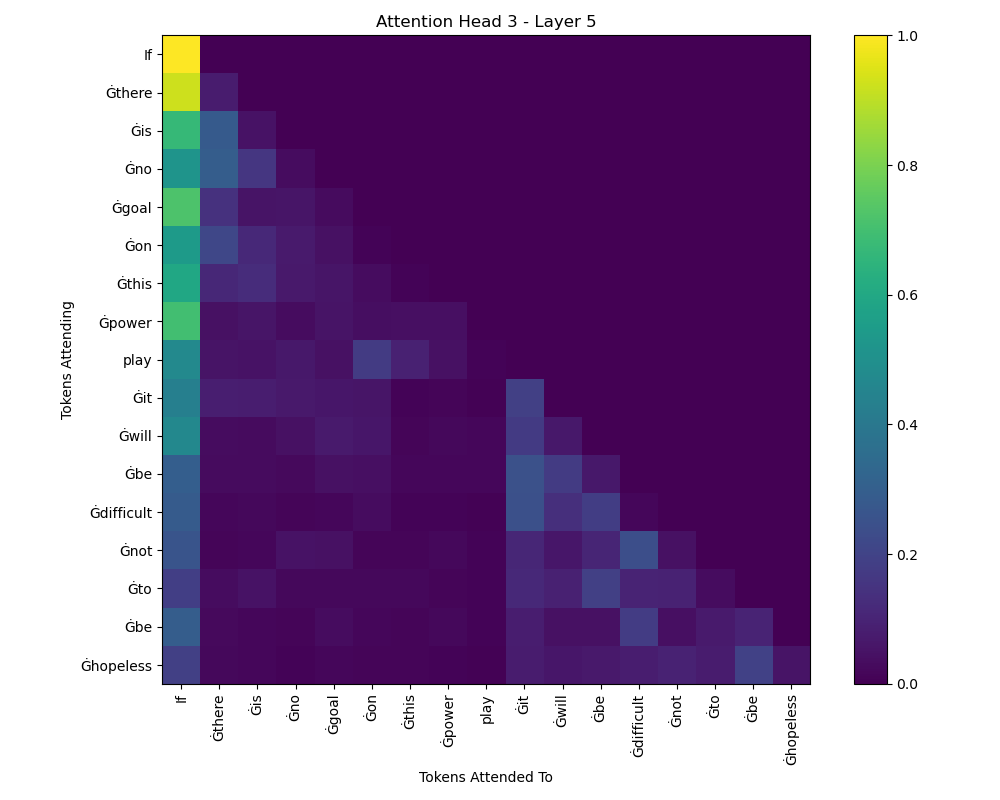 Attention Head 3 - Layer 5
Tokens Attending
If
Ġthere
Ġis
Ġno
Ġgoal
Ġon
Ġthis
Ġpower
play
Ġit
Ġwill
Ġbe
Ġdifficult
Ġnot
Ġto
Ġbe
Ġhopeless
If
Ġthere
Ġis
Ġno
Ġgoal
Ġon
Ġthis
Ġpower
play
Ġit
Ġwill
Ġbe
Ġdifficult
Ġnot
Ġto
Ġbe
Ġhopeless
Tokens Attended To
1.0
0.8
0.6
0.4
0.2
0.0